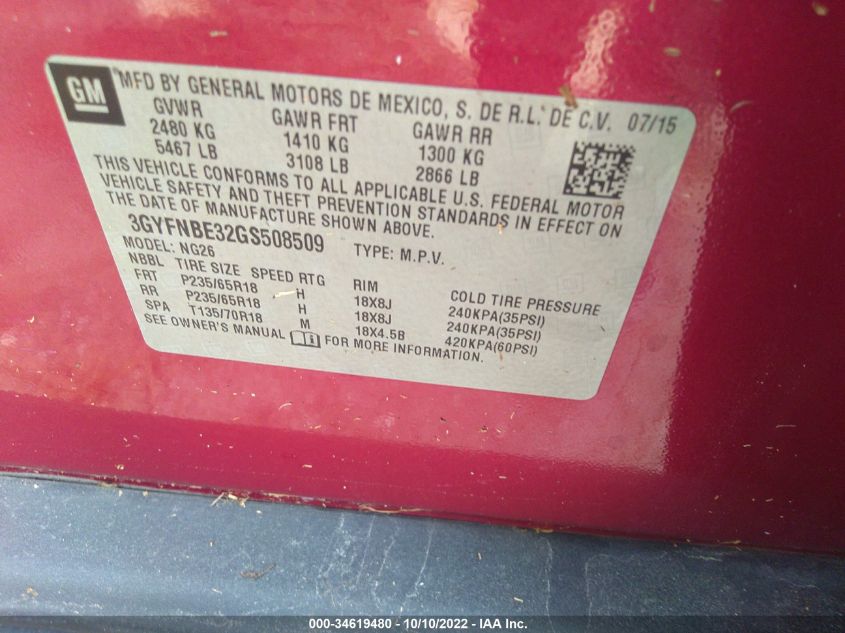 GM ® MFD BY GENERAL MOTORS DE MEXICO, S. DE R.L. DE C.V. 07/15
GVWR GAWR FRT GAWR RR
2480 KG 1410 KG 1300 KG
5467 LB 3108 LB 2866 LB
THIS VEHICLE CONFORMS TO ALL APPLICABLE U.S. FEDERAL MOTOR
VEHICLE SAFETY AND THEFT PREVENTION STANDARDS IN EFFECT ON
THE DATE OF MANUFACTURE SHOWN ABOVE.
3GYFNBE32GS508509 TYPE: M.P.V.
MODEL: NG26
NBBL TIRE SIZE SPEED RTG RIM COLD TIRE PRESSURE
FRT P235/65R18 H 18X8J 240KPA(35PSI)
RR P235/65R18 H 18X8J 240KPA(35PSI)
SPA T135/70R18 M 18X4.5B 420KPA(60PSI)
SEE OWNER'S MANUAL FOR MORE INFORMATION.
000-34619480 - 10/10/2022 - IAA Inc.